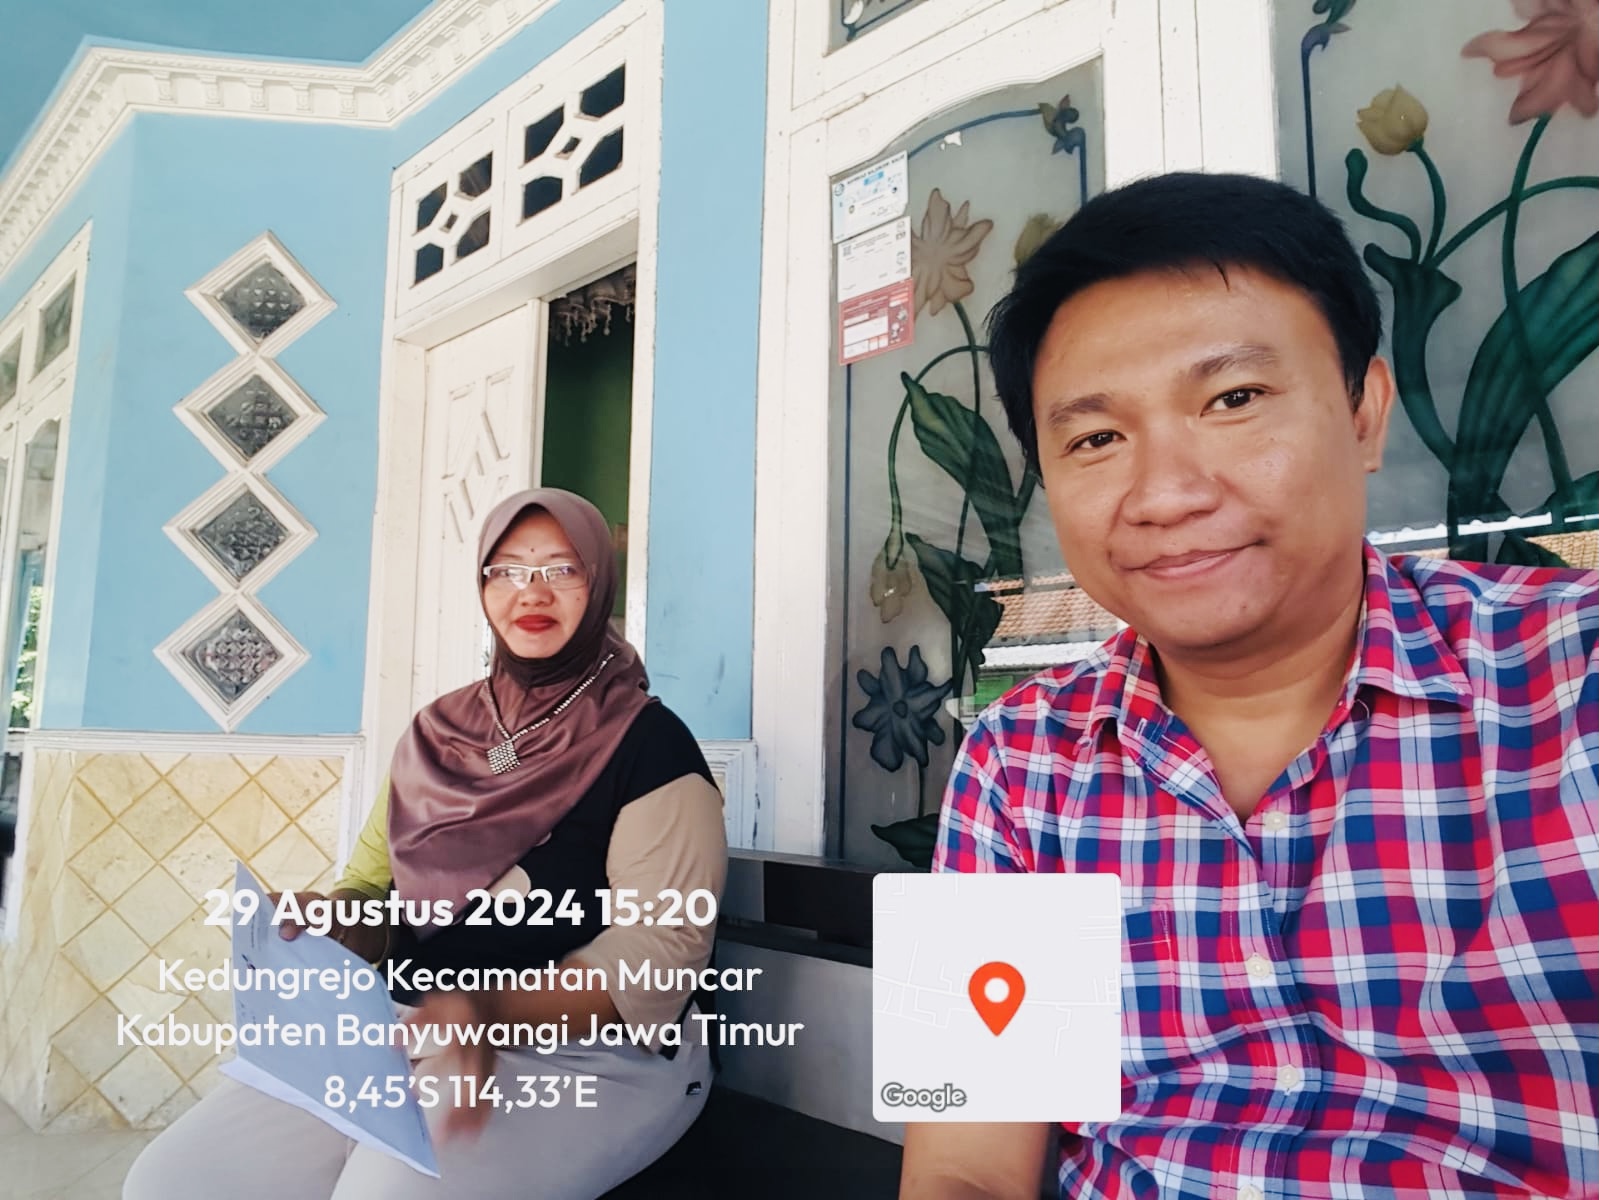 29 Agustus 2024 15:20
Kedungrejo Kecamatan Muncar
Kabupaten Banyuwangi Jawa Timur
8,45’S 114,33’E
Google